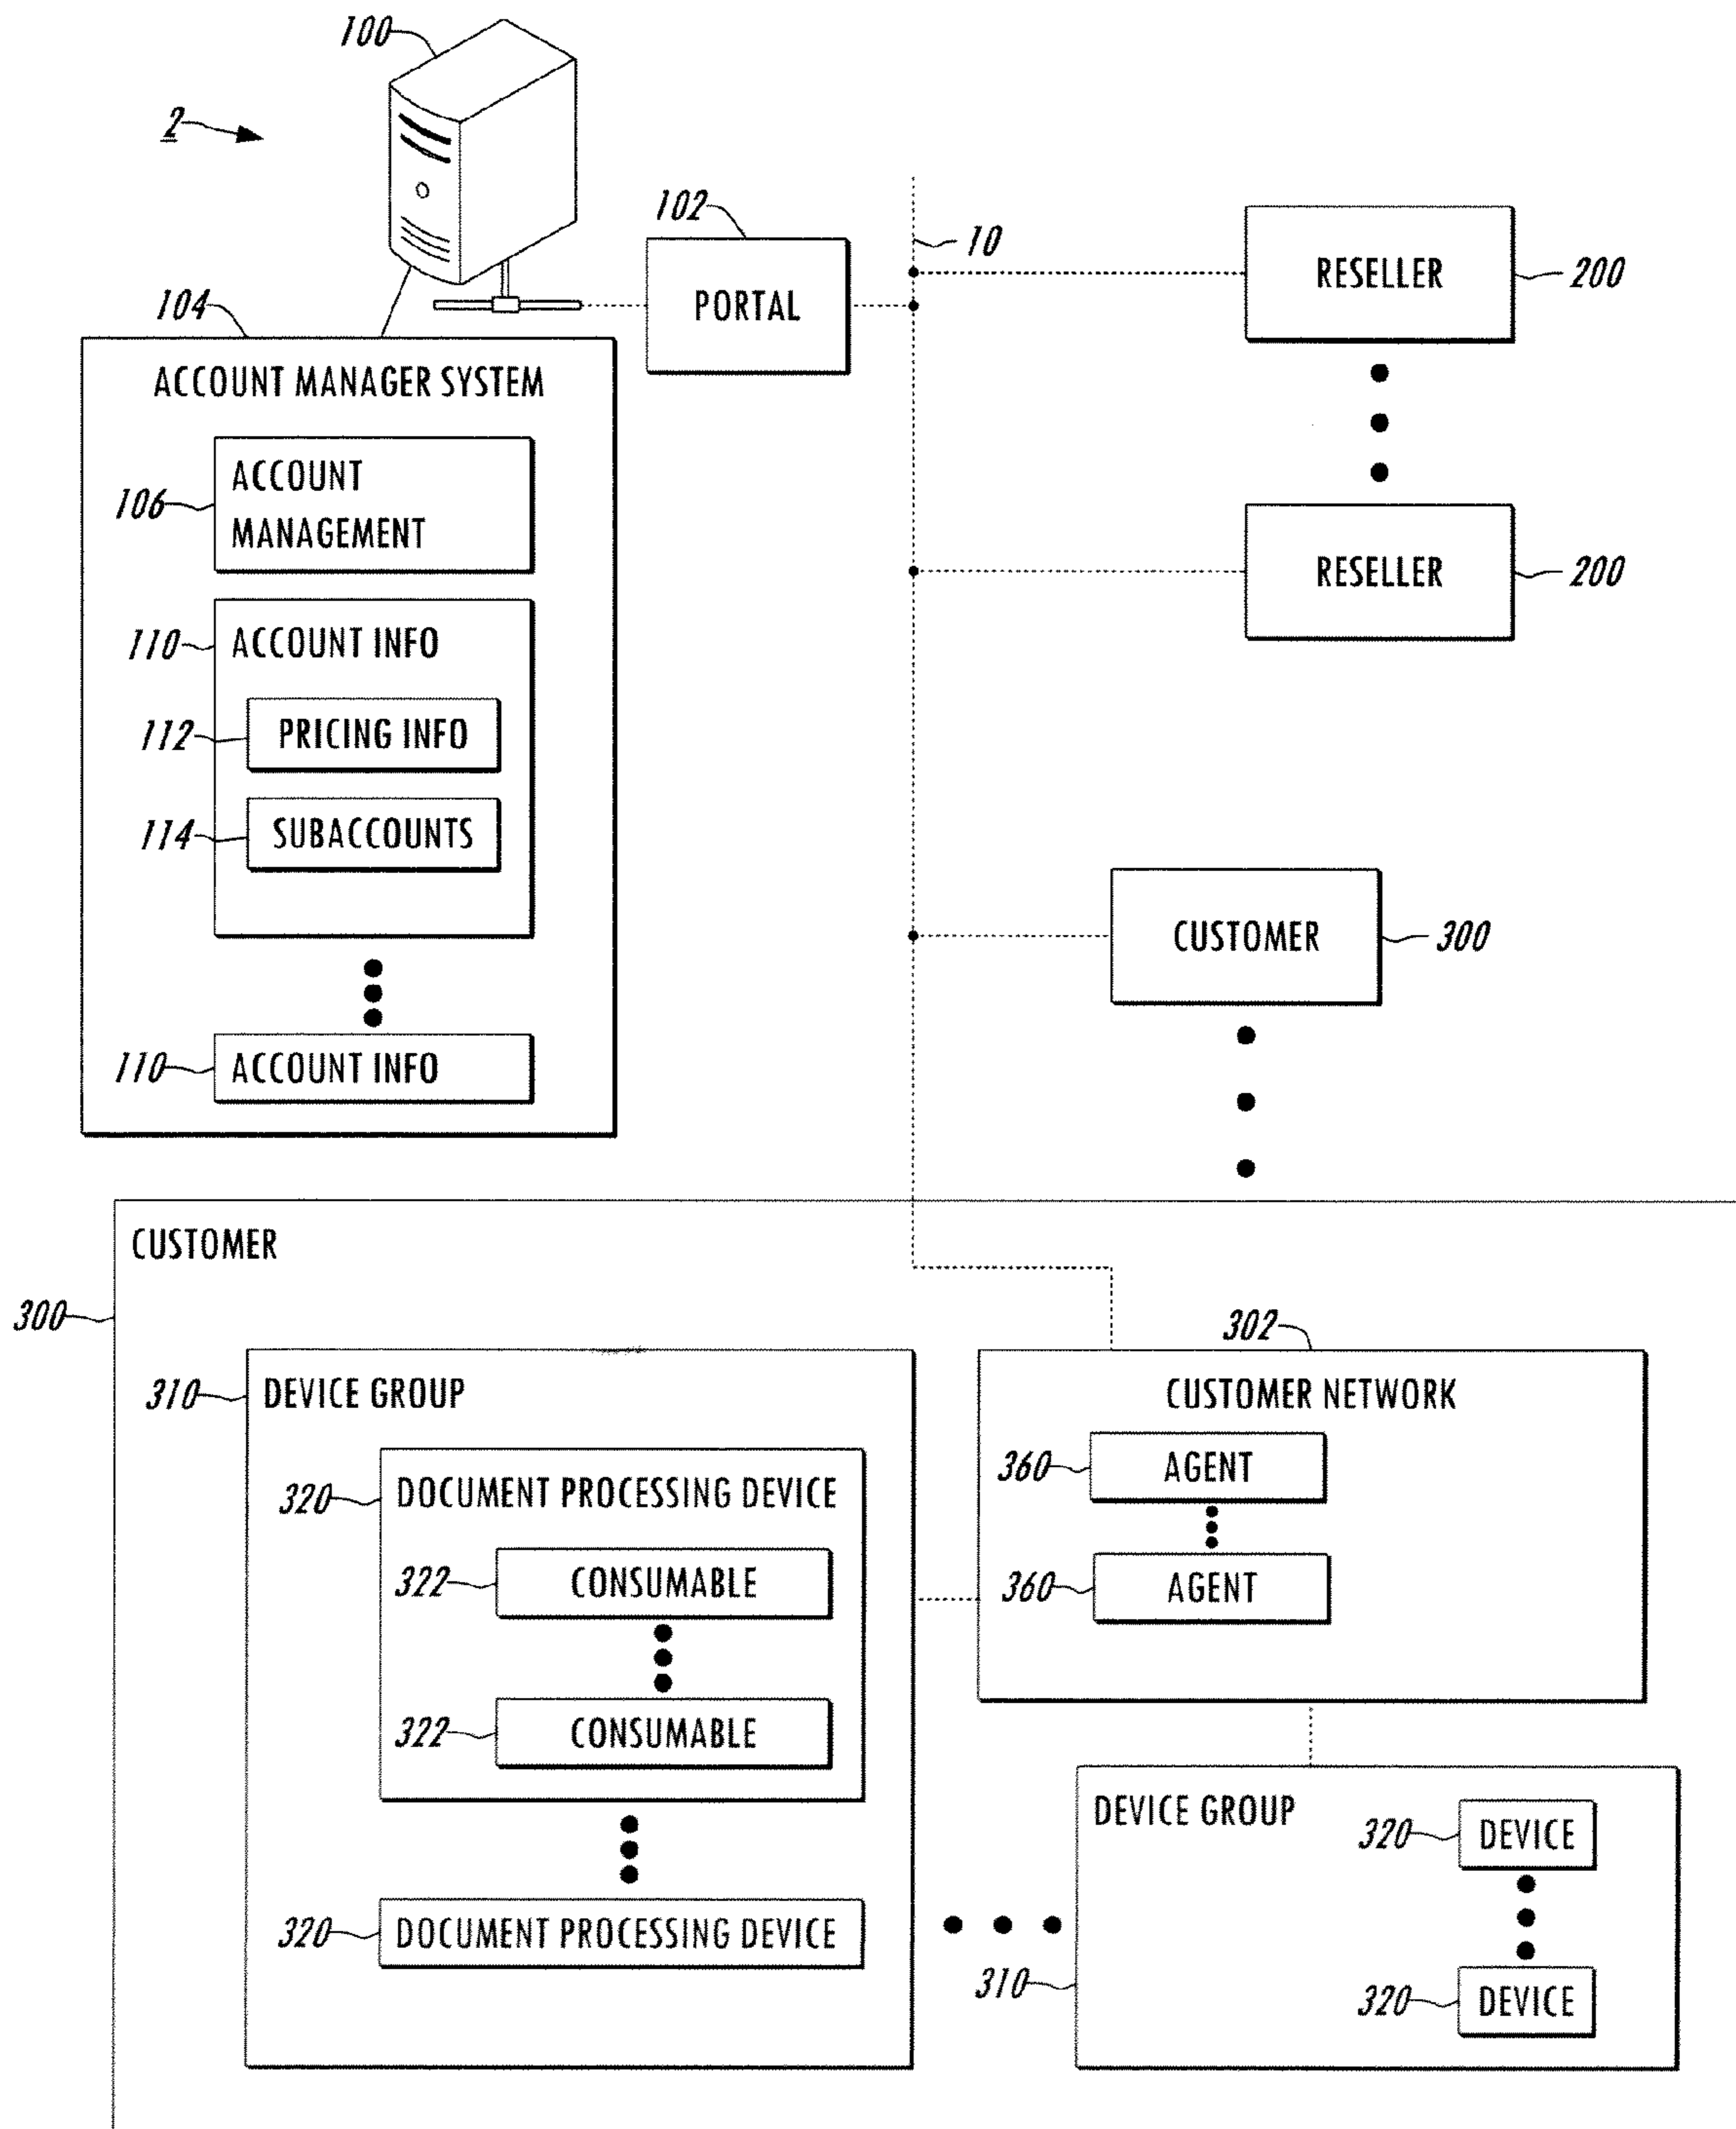 100
2
102
10
RESELLER
200
PORTAL
104
ACCOUNT MANAGER SYSTEM
ACCOUNT
MANAGEMENT
106
RESELLER
200
110
ACCOUNT INFO
112
PRICING INFO
114
SUBACCOUNTS
CUSTOMER
300
110
ACCOUNT INFO
CUSTOMER
300
302
310
DEVICE GROUP
CUSTOMER NETWORK
320
DOCUMENT PROCESSING DEVICE
360
AGENT
322
CONSUMABLE
360
AGENT
322
CONSUMABLE
DEVICE GROUP
320
DEVICE
320
DOCUMENT PROCESSING DEVICE
310
320
DEVICE